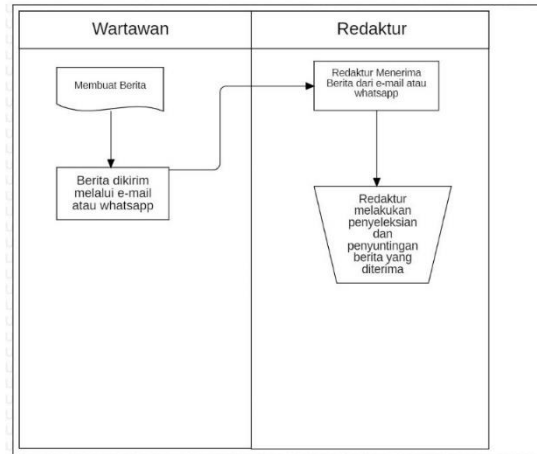 Wartawan
Redaktur
Membuat Berita
Berita dikirim
melalui e-mail
atau whatsapp
Redaktur Menerima
Berita dari e-mail atau
whatsapp
Redaktur
melakukan
penyeleksian
dan
penyuntingan
berita yang
diterima